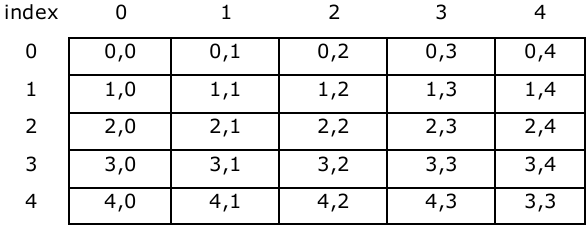 index 0 1 2 3 4
0 0,0 0,1 0,2 0,3 0,4
1 1,0 1,1 1,2 1,3 1,4
2 2,0 2,1 2,2 2,3 2,4
3 3,0 3,1 3,2 3,3 3,4
4 4,0 4,1 4,2 4,3 3,3